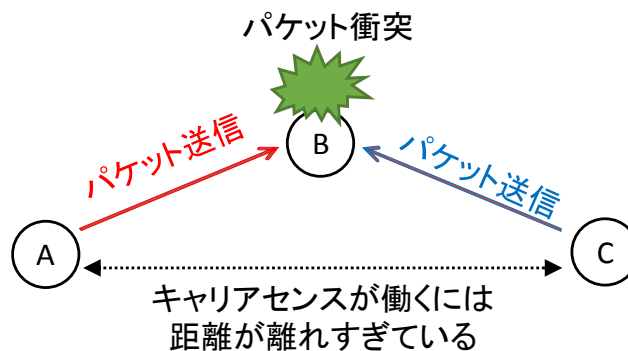 パケット衝突
B
パケット送信
パケット送信
A
C
キャリアセンスが働くには
距離が離れすぎている